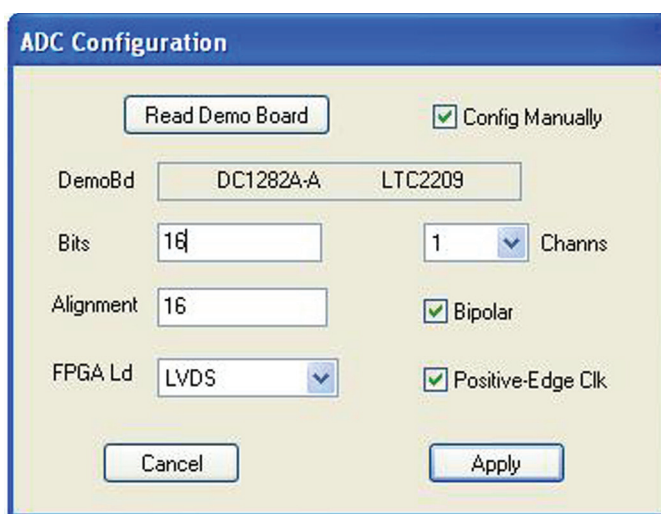 ADC Configuration
Read Demo Board Config Manually
DemoBd DC1282A-A LTC2209
Bits 16 1 Channs
Alignment 16 Bipolar
FPGA Ld LVDS Positive-Edge Clk
Cancel Apply